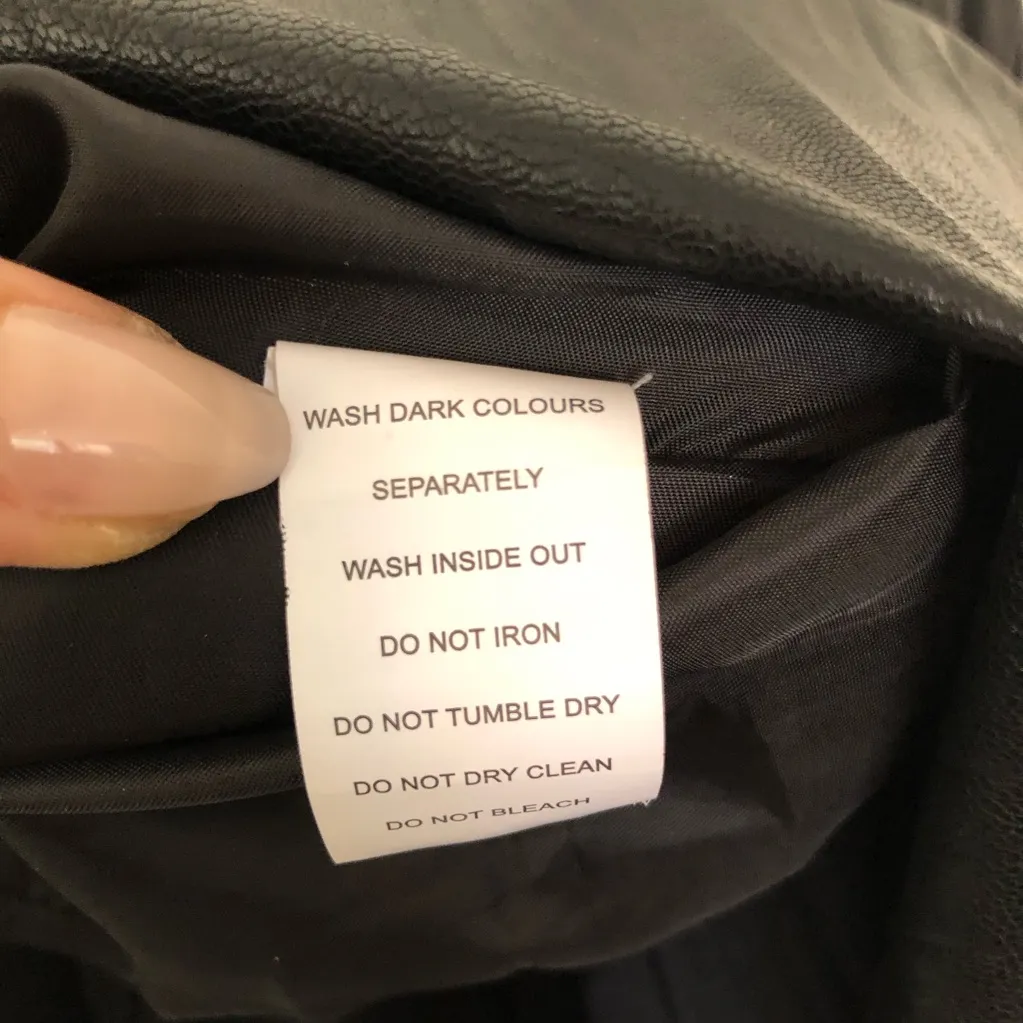 WASH DARK COLOURS
SEPARATELY
WASH INSIDE OUT
DO NOT IRON
DO NOT TUMBLE DRY
DO NOT DRY CLEAN
DO NOT BLEACH